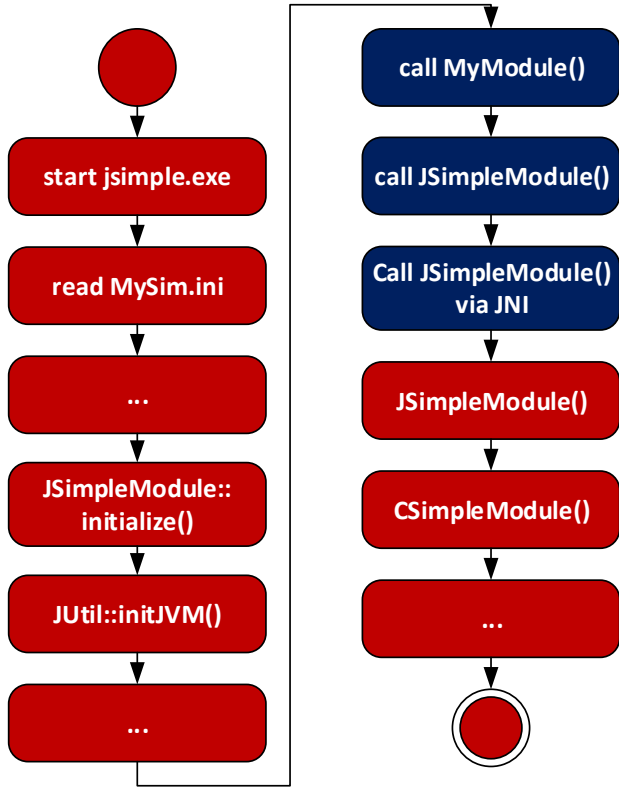 start jsimple.exe
read MySim.ini
...
JSimpleModule::
initialize()
JUtil::initJVM()
...
call MyModule()
call JSimpleModule()
Call JSimpleModule()
via JNI
JSimpleModule()
CSimpleModule()
...